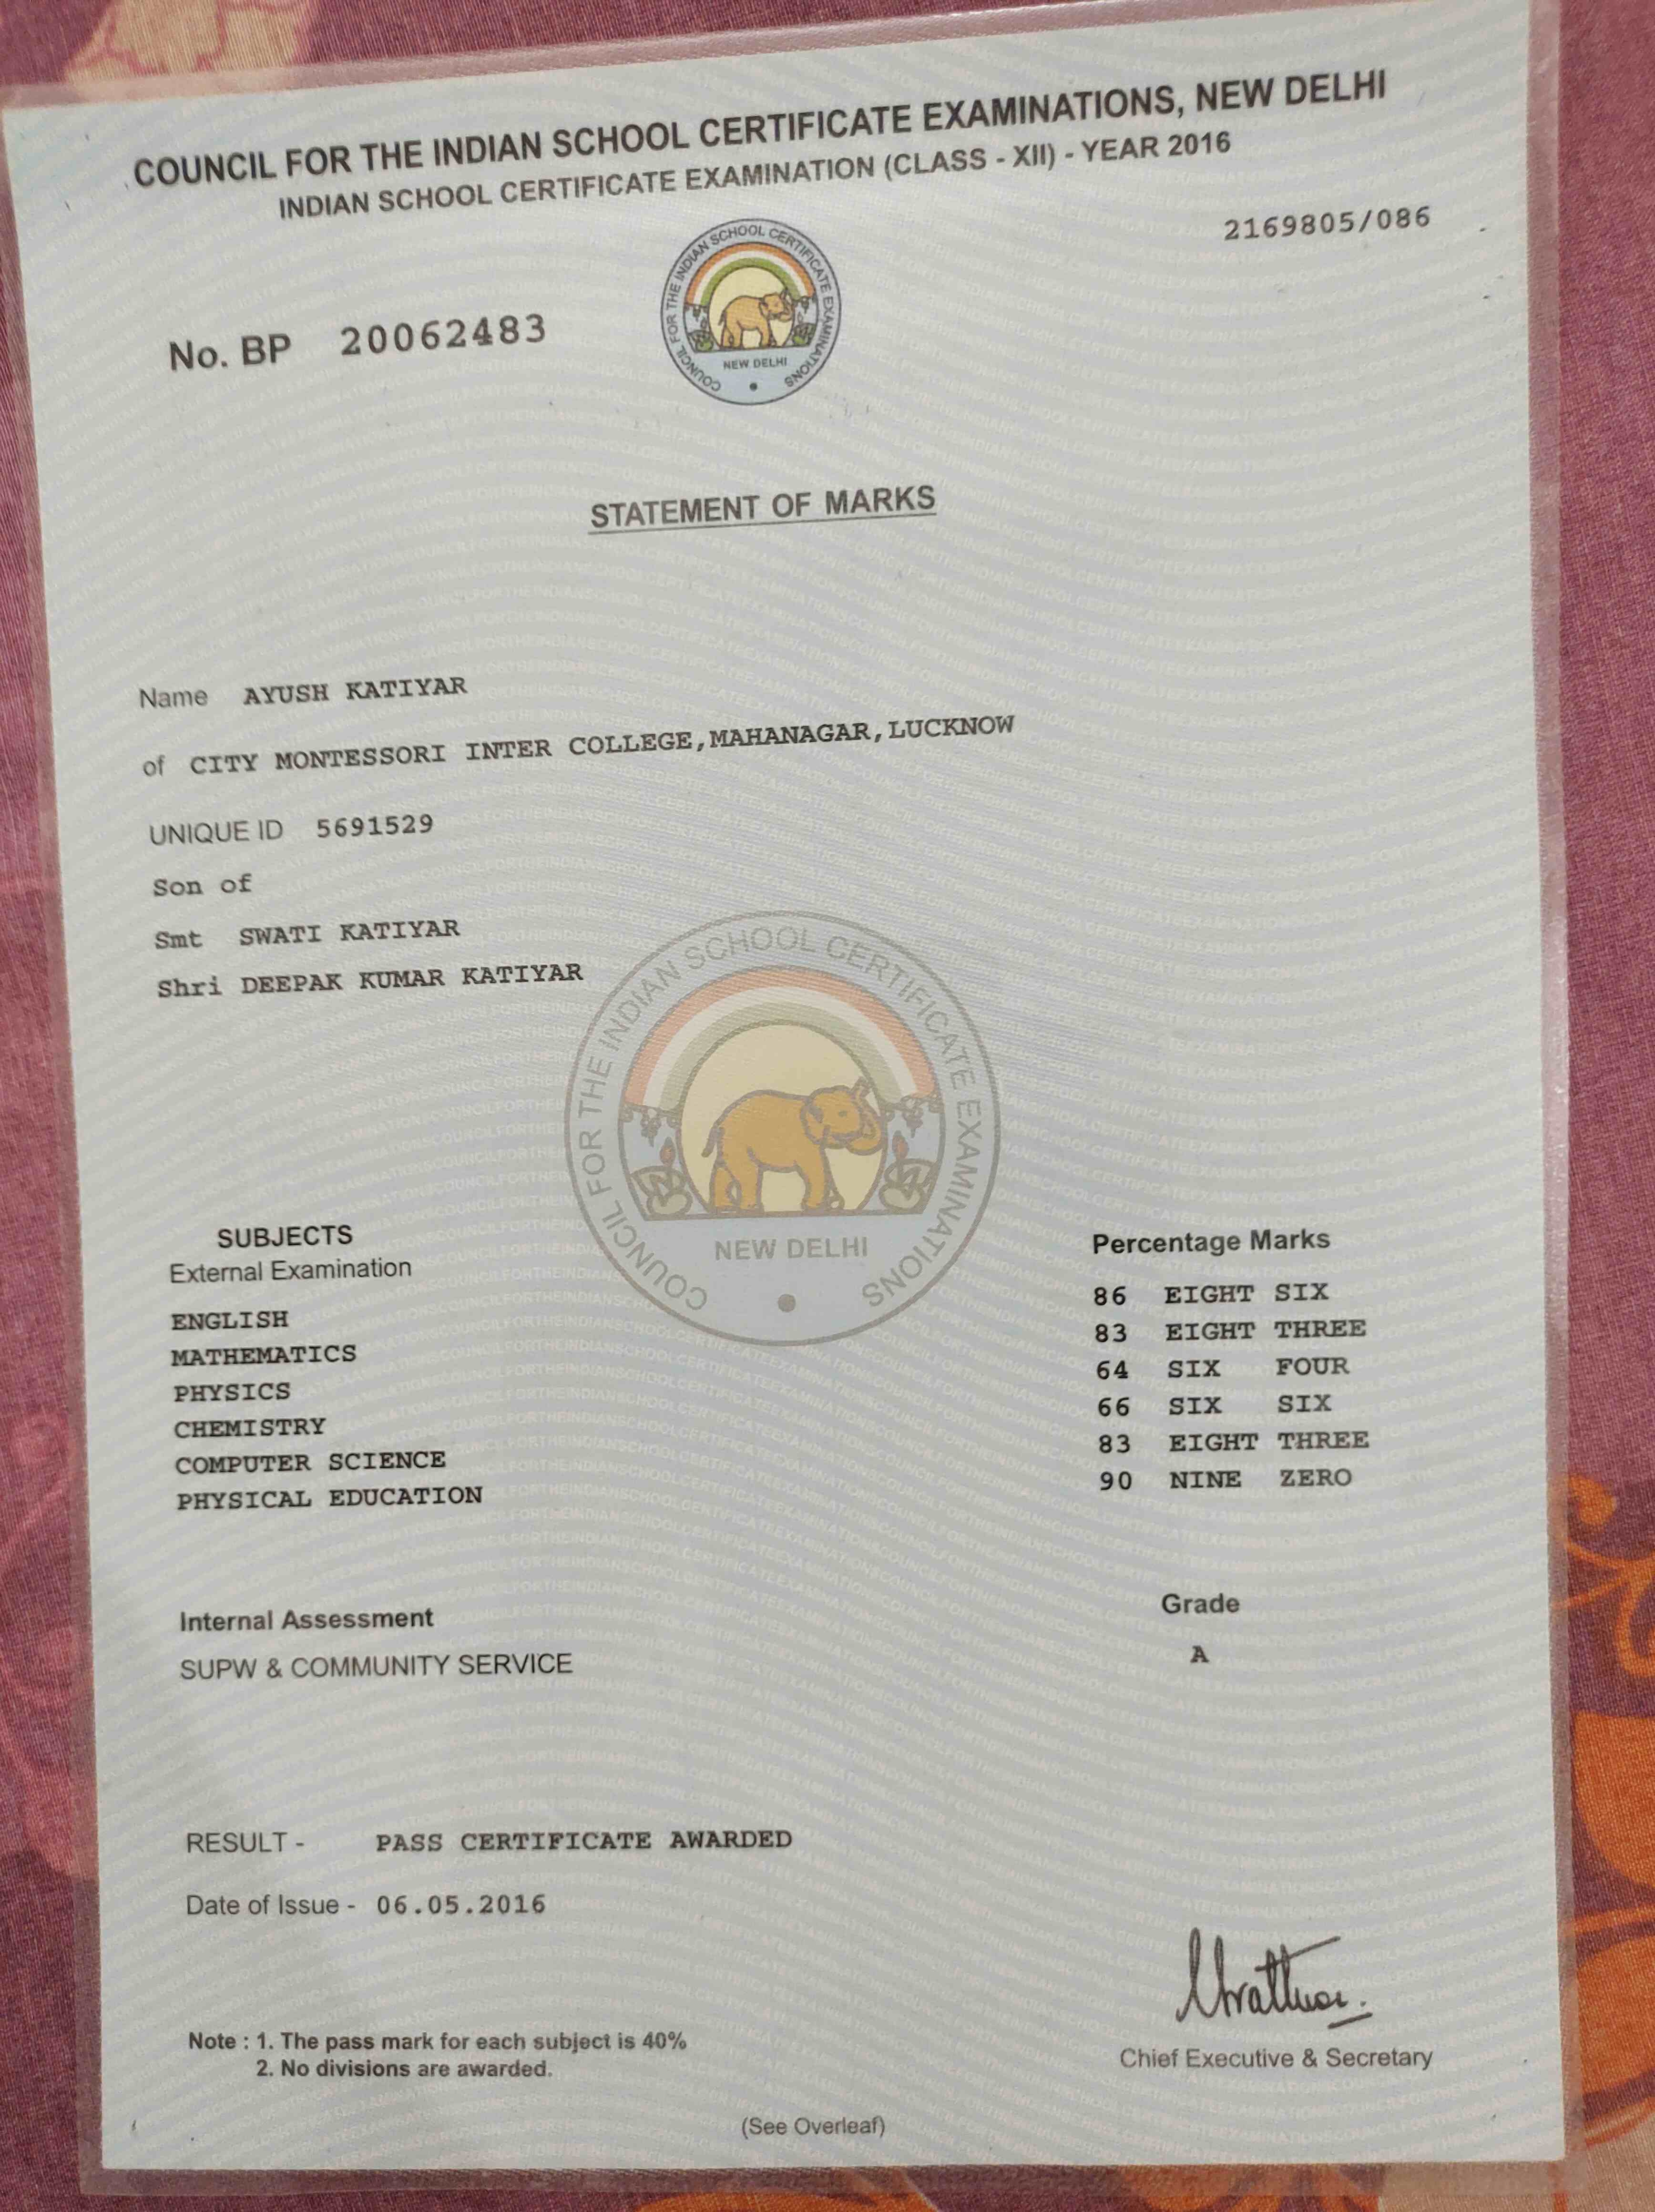 COUNCIL FOR THE INDIAN SCHOOL CERTIFICATE EXAMINATIONS, NEW DELHI
INDIAN SCHOOL CERTIFICATE EXAMINATION (CLASS - XII) - YEAR 2016
2169805/086
COUNCIL FOR THE INDIAN SCHOOL CERTIFICATE EXAMINATIONS
NEW DELHI
No. BP 20062483
STATEMENT OF MARKS
Name AYUSH KATIYAR
of CITY MONTESSORI INTER COLLEGE,MAHANAGAR,LUCKNOW
UNIQUE ID 5691529
Son of
Smt SWATI KATIYAR
Shri DEEPAK KUMAR KATIYAR
COUNCIL FOR THE INDIAN SCHOOL CERTIFICATE EXAMINATIONS
NEW DELHI
SUBJECTS Percentage Marks
External Examination
ENGLISH 86 EIGHT SIX
MATHEMATICS 83 EIGHT THREE
PHYSICS 64 SIX FOUR
CHEMISTRY 66 SIX SIX
COMPUTER SCIENCE 83 EIGHT THREE
PHYSICAL EDUCATION 90 NINE ZERO
Internal Assessment Grade
SUPW & COMMUNITY SERVICE A
RESULT - PASS CERTIFICATE AWARDED
Date of Issue - 06.05.2016
Note : 1. The pass mark for each subject is 40%
2. No divisions are awarded.
Chief Executive & Secretary
(See Overleaf)